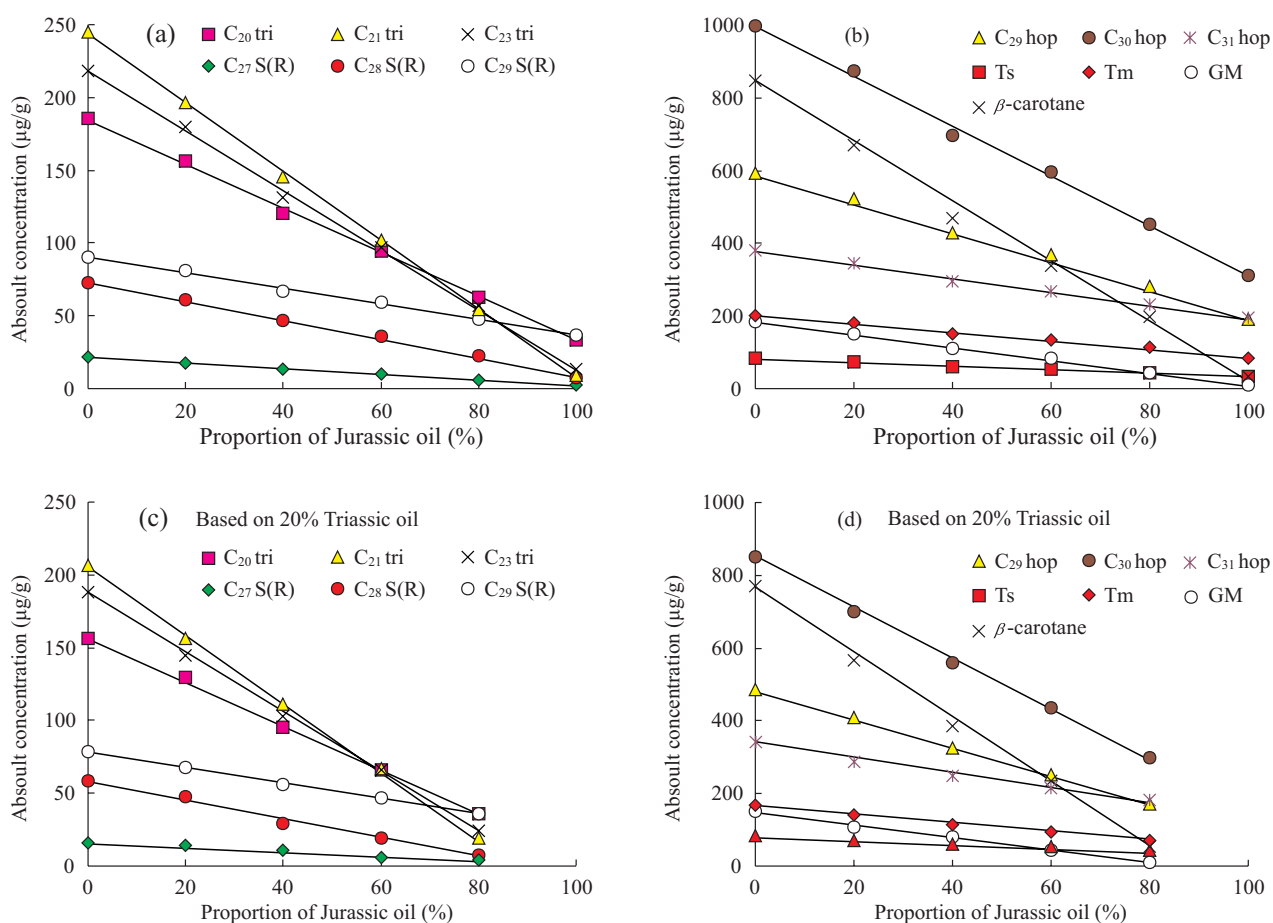 (a)
C20 tri C21 tri C23 tri
C27 S(R) C28 S(R) C29 S(R)
Absoult concentration (µg/g)
250
200
150
100
50
0
0 20 40 60 80 100
Proportion of Jurassic oil (%)
(b)
C29 hop C30 hop C31 hop
Ts Tm GM
β-carotane
Absoult concentration (µg/g)
1000
800
600
400
200
0
0 20 40 60 80 100
Proportion of Jurassic oil (%)
(c) Based on 20% Triassic oil
C20 tri C21 tri C23 tri
C27 S(R) C28 S(R) C29 S(R)
Absoult concentration (µg/g)
250
200
150
100
50
0
0 20 40 60 80 100
Proportion of Jurassic oil (%)
(d) Based on 20% Triassic oil
C29 hop C30 hop C31 hop
Ts Tm GM
β-carotane
Absoult concentration (µg/g)
1000
800
600
400
200
0
0 20 40 60 80 100
Proportion of Jurassic oil (%)